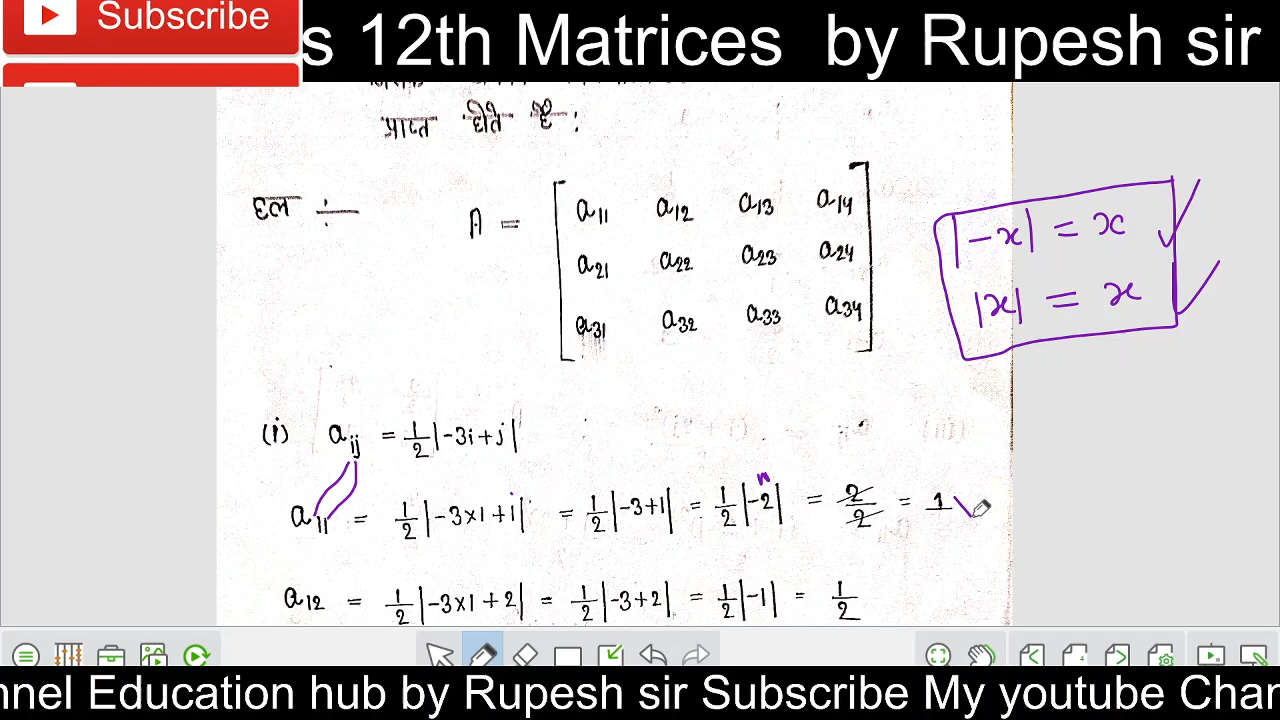 Subscribe
s 12th Matrices by Rupesh sir
प्राप्त होते हैं :
हल ÷
A = [ a11 a12 a13 a14
a21 a22 a23 a24
a31 a32 a33 a34 ]
|-x| = x
|x| = x
(i) aij = 1/2 |-3i+j|
a11 = 1/2 |-3×1+1| = 1/2 |-3+1| = 1/2 |-2| = 2/2 = 1
a12 = 1/2 |-3×1+2| = 1/2 |-3+2| = 1/2 |-1| = 1/2
nnel Education hub by Rupesh sir Subscribe My youtube Chan